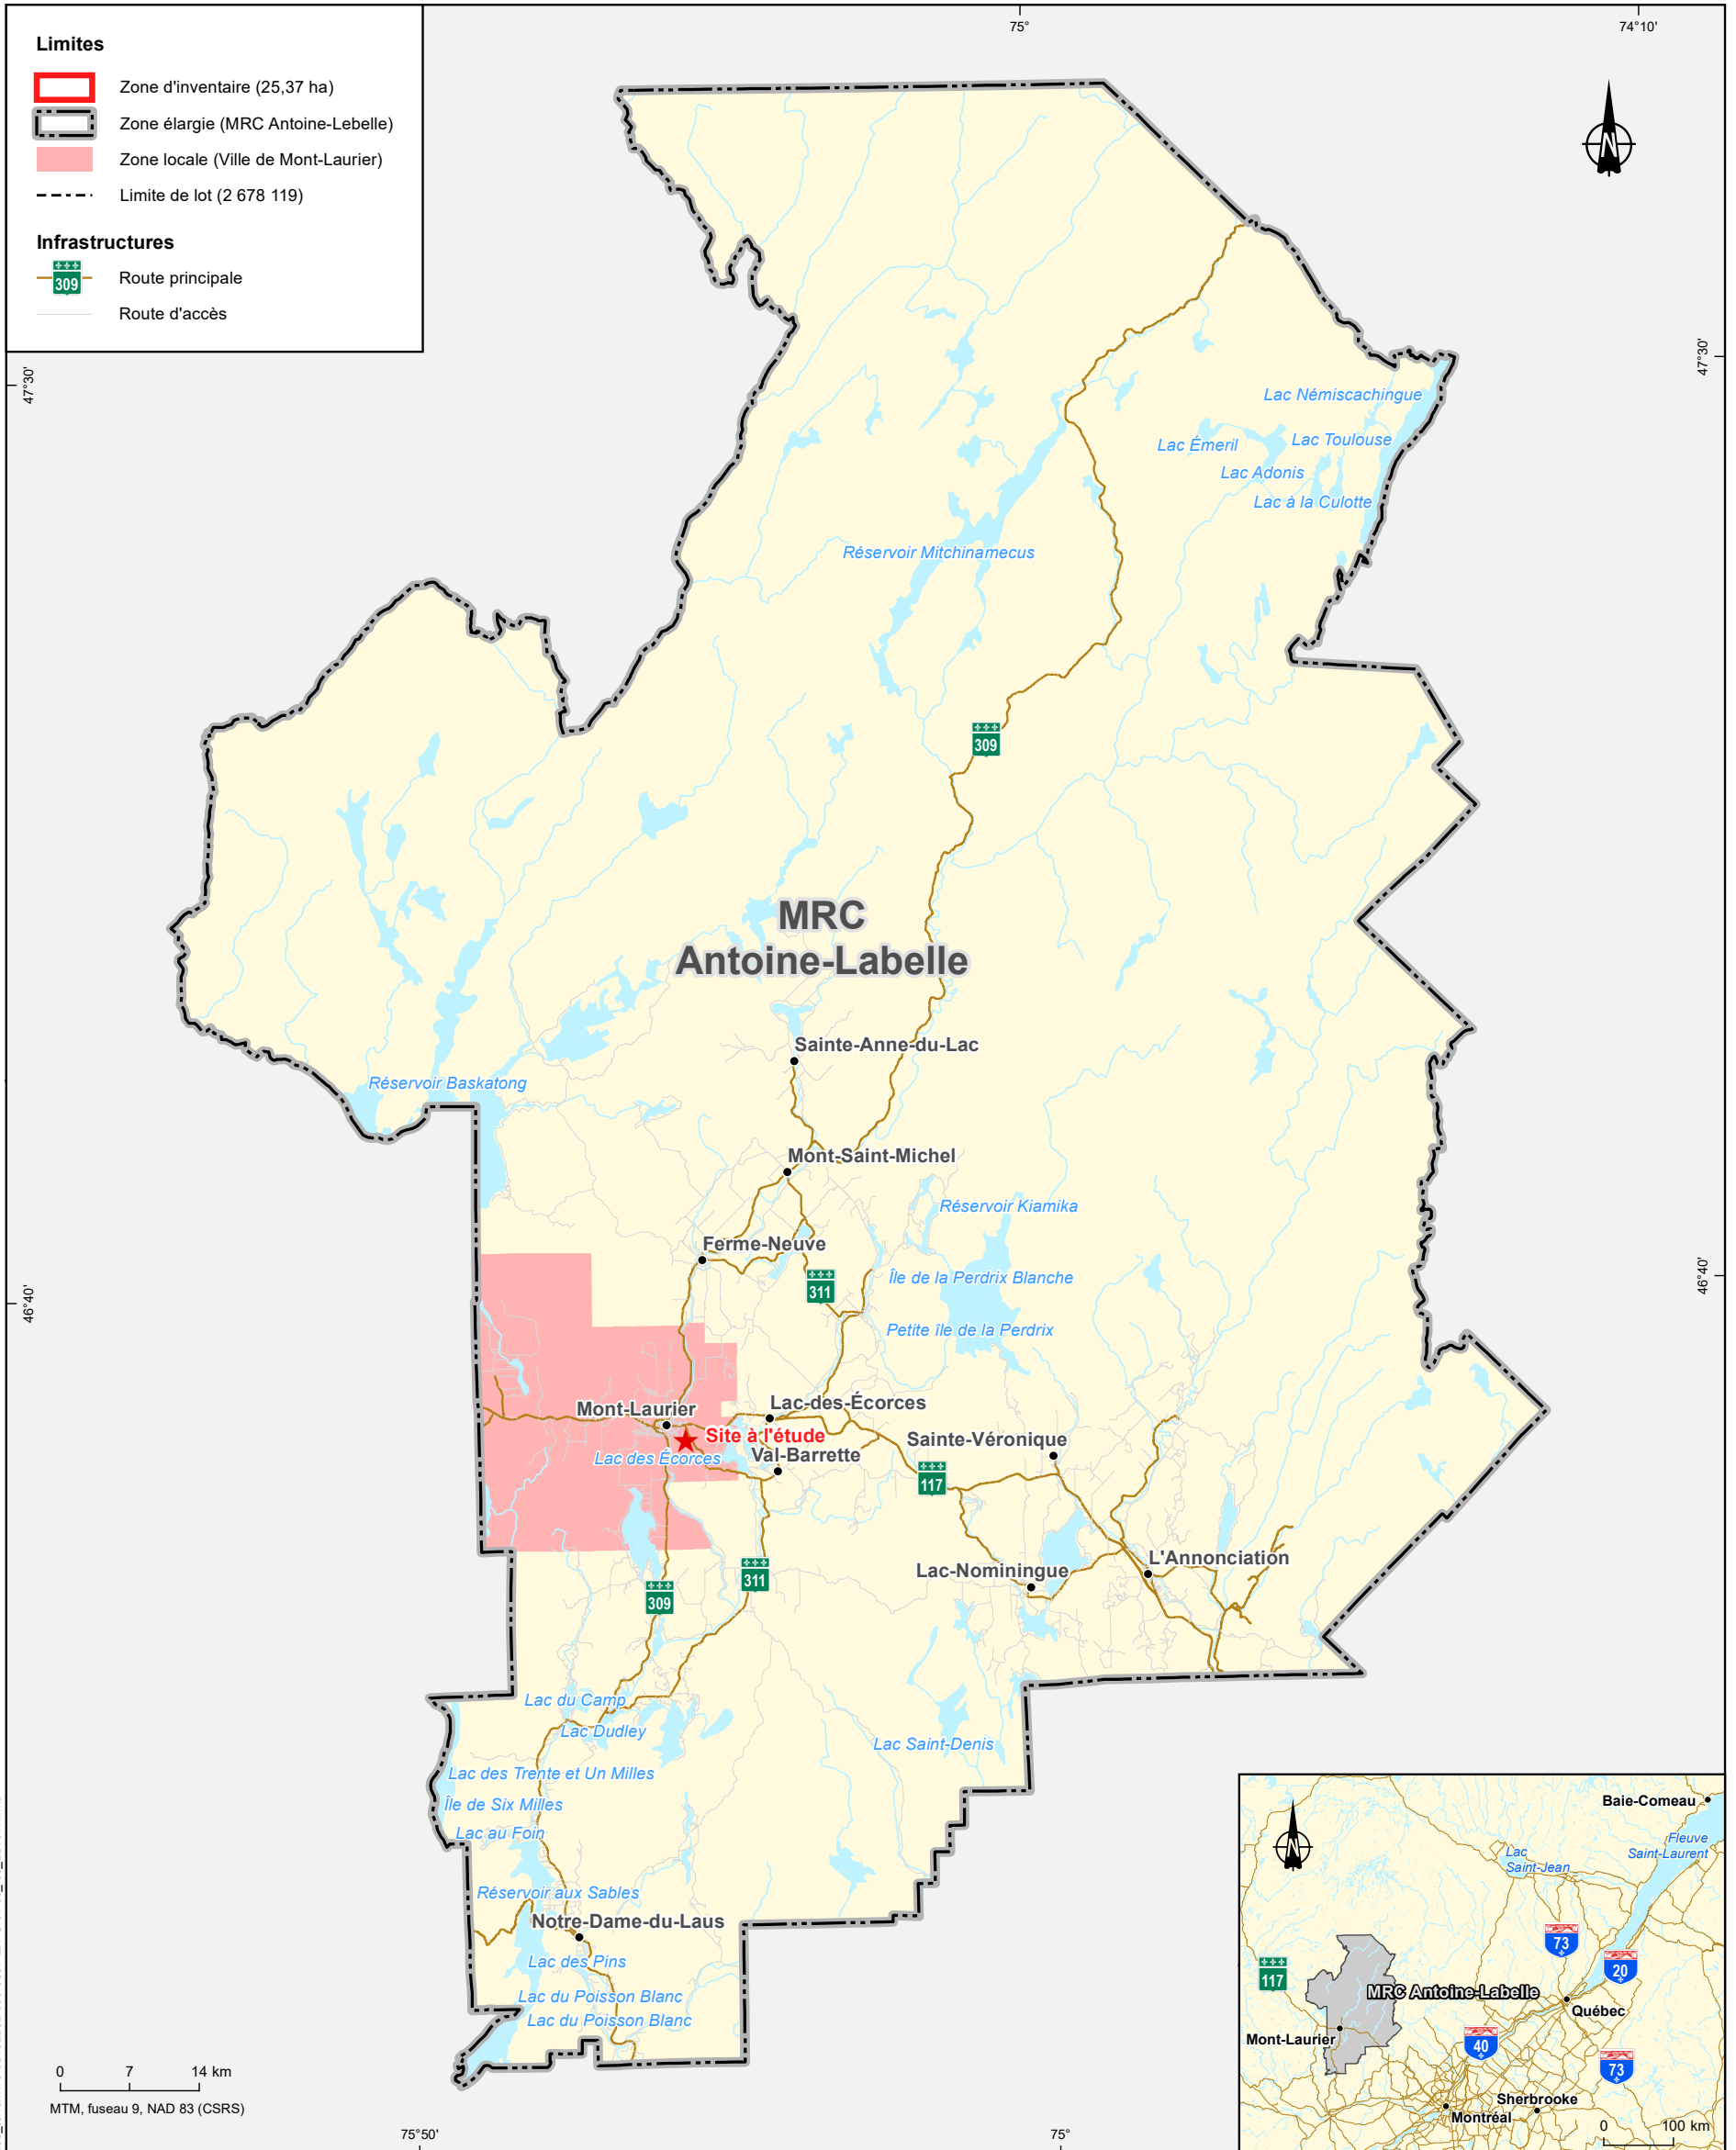 Limites
Zone d'inventaire (25,37 ha)
Zone élargie (MRC Antoine-Lebelle)
Zone locale (Ville de Mont-Laurier)
Limite de lot (2 678 119)
Infrastructures
309
Route principale
Route d'accès
75°
74°10'
N
47°30'
47°30'
Lac Némiscachingue
Lac Émeril
Lac Toulouse
Lac Adonis
Lac à la Culotte
Réservoir Mitchinamecus
309
MRC
Antoine-Labelle
Sainte-Anne-du-Lac
Réservoir Baskatong
Mont-Saint-Michel
Réservoir Kiamika
Ferme-Neuve
Île de la Perdrix Blanche
311
46°40'
46°40'
Petite île de la Perdrix
Mont-Laurier
Lac-des-Écorces
Site à l'étude
Sainte-Véronique
Lac des Écorces
Val-Barrette
117
L'Annonciation
Lac-Nominingue
311
309
Lac du Camp
Lac Dudley
Lac Saint-Denis
Lac des Trente et Un Milles
Île de Six Milles
Lac au Foin
Réservoir aux Sables
Notre-Dame-du-Laus
Lac des Pins
Lac du Poisson Blanc
Lac du Poisson Blanc
0 7 14 km
MTM, fuseau 9, NAD 83 (CSRS)
75°50'
75°
Baie-Comeau
N
Fleuve
Saint-Laurent
Lac
Saint-Jean
73
20
117
MRC Antoine-Labelle
Québec
Mont-Laurier
40
73
Sherbrooke
Montréal
0 100 km